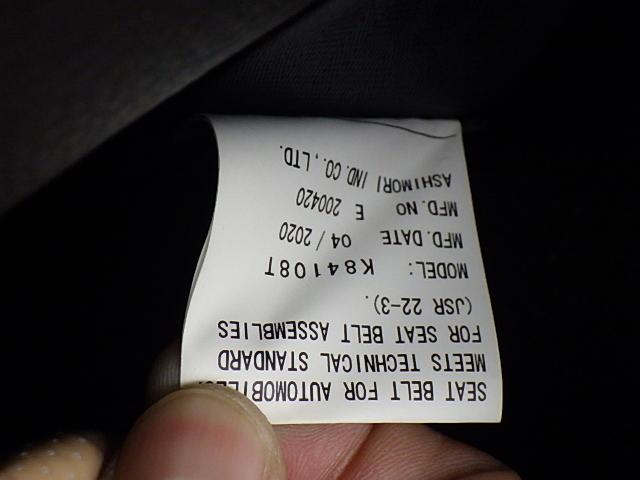 SEAT BELT FOR AUTOMOBILES.
MEETS TECHNICAL STANDARD
FOR SEAT BELT ASSEMBLIES
(JSR 22-3).
MODEL: K84108T
MFD.DATE 04/2020
MFD.NO E 200420
ASHIMORI IND.CO.,LTD.